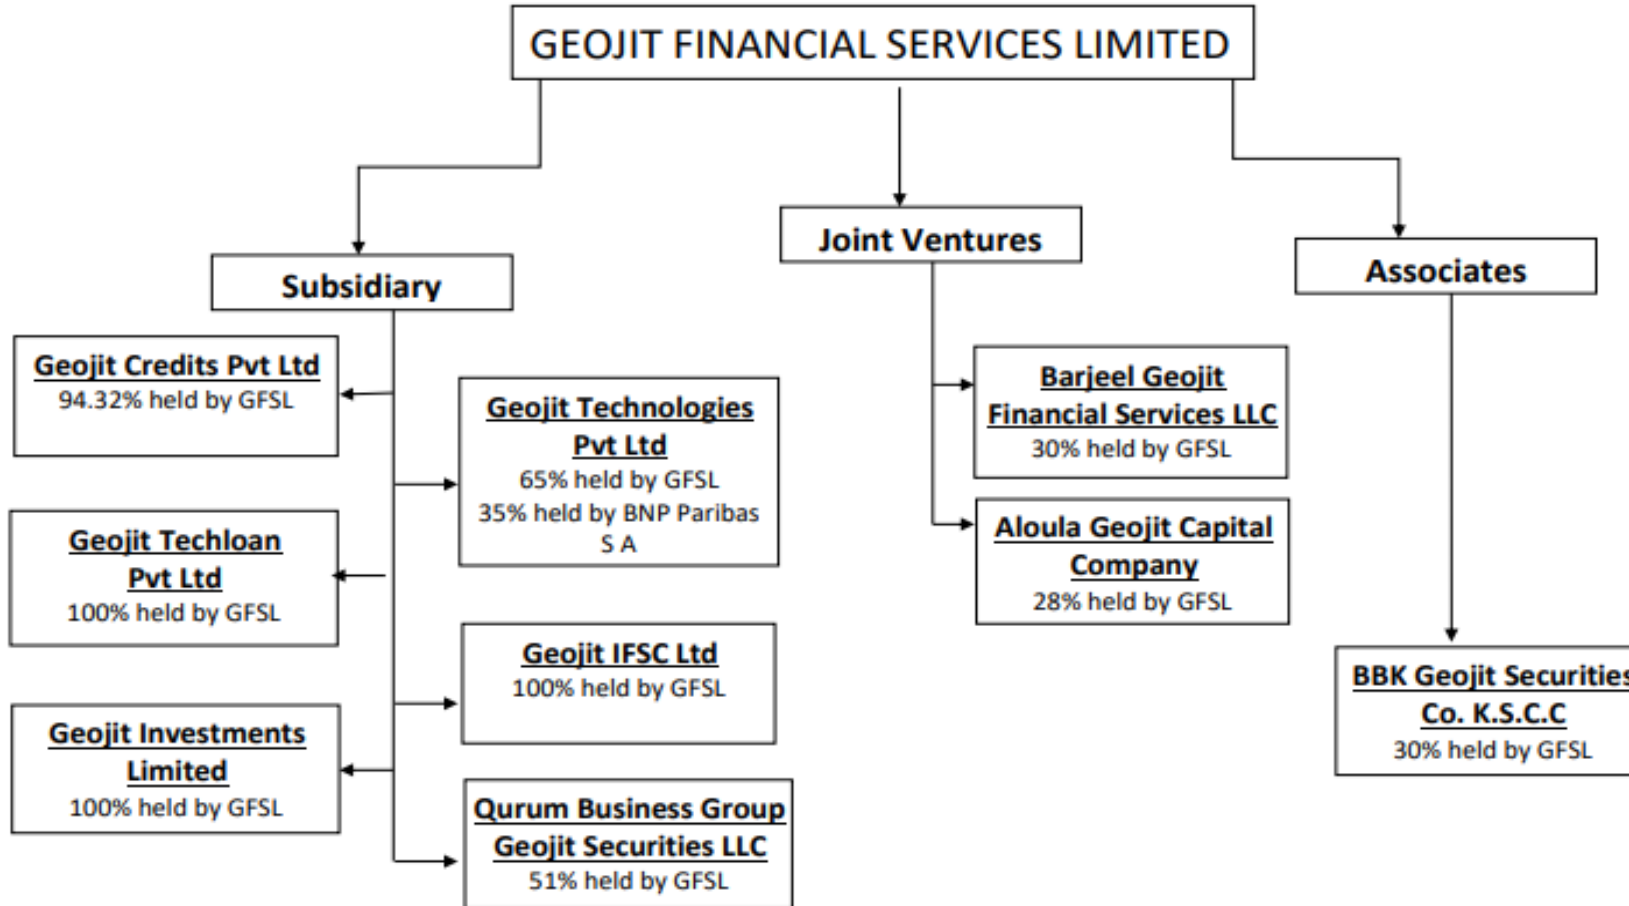 GEOJIT FINANCIAL SERVICES LIMITED
Subsidiary
Geojit Credits Pvt Ltd
94.32% held by GFSL
Geojit Technologies
Pvt Ltd
65% held by GFSL
35% held by BNP Paribas
S A
Geojit Techloan
Pvt Ltd
100% held by GFSL
Geojit IFSC Ltd
100% held by GFSL
Geojit Investments
Limited
100% held by GFSL
Qurum Business Group
Geojit Securities LLC
51% held by GFSL
Joint Ventures
Barjeel Geojit
Financial Services LLC
30% held by GFSL
Aloula Geojit Capital
Company
28% held by GFSL
Associates
BBK Geojit Securities
Co. K.S.C.C
30% held by GFSL